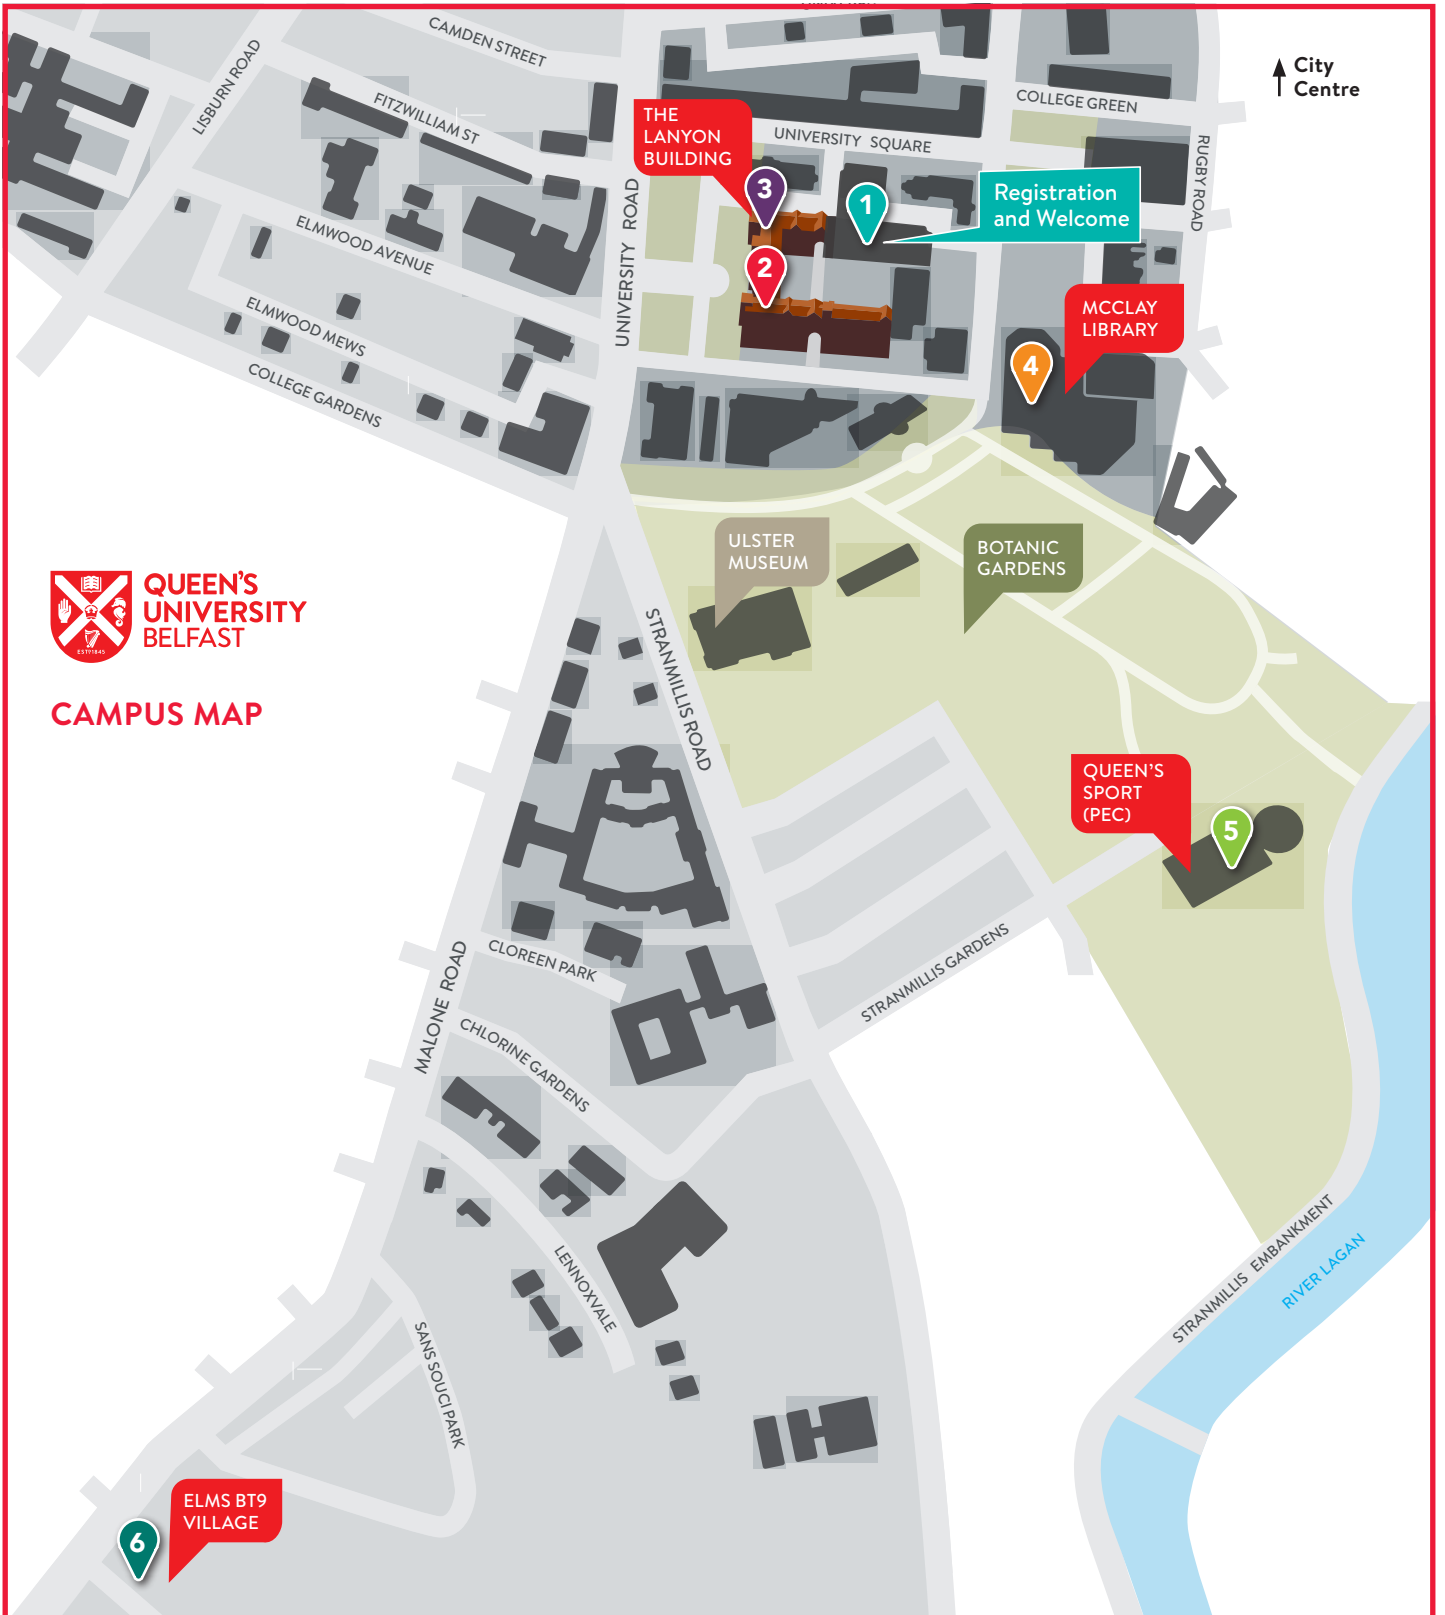 CAMDEN STREET
LISBURN ROAD
FITZWILLIAM ST
City
Centre
COLLEGE GREEN
THE
LANYON
BUILDING
UNIVERSITY SQUARE
RUGBY ROAD
3
1
Registration
and Welcome
UNIVERSITY ROAD
ELMWOOD AVENUE
2
ELMWOOD MEWS
MCCLAY
LIBRARY
4
COLLEGE GARDENS
ULSTER
MUSEUM
BOTANIC
GARDENS
QUEEN'S
UNIVERSITY
BELFAST
ESTD1845
CAMPUS MAP
STRANMILLIS ROAD
QUEEN'S
SPORT
(PEC)
5
CLOREEN PARK
MALONE ROAD
STRANMILLIS GARDENS
CHLORINE GARDENS
LENNOXVALE
STRANMILLIS EMBANKMENT
RIVER LAGAN
SANS SOUCI PARK
ELMS BT9
VILLAGE
6